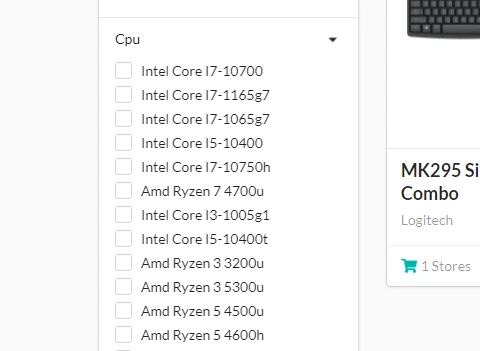 Cpu
Intel Core I7-10700
Intel Core I7-1165g7
Intel Core I7-1065g7
Intel Core I5-10400
Intel Core I7-10750h
Amd Ryzen 7 4700u
Intel Core I3-1005g1
Intel Core I5-10400t
Amd Ryzen 3 3200u
Amd Ryzen 3 5300u
Amd Ryzen 5 4500u
Amd Ryzen 5 4600h
MK295 Si
Combo
Logitech
1 Stores